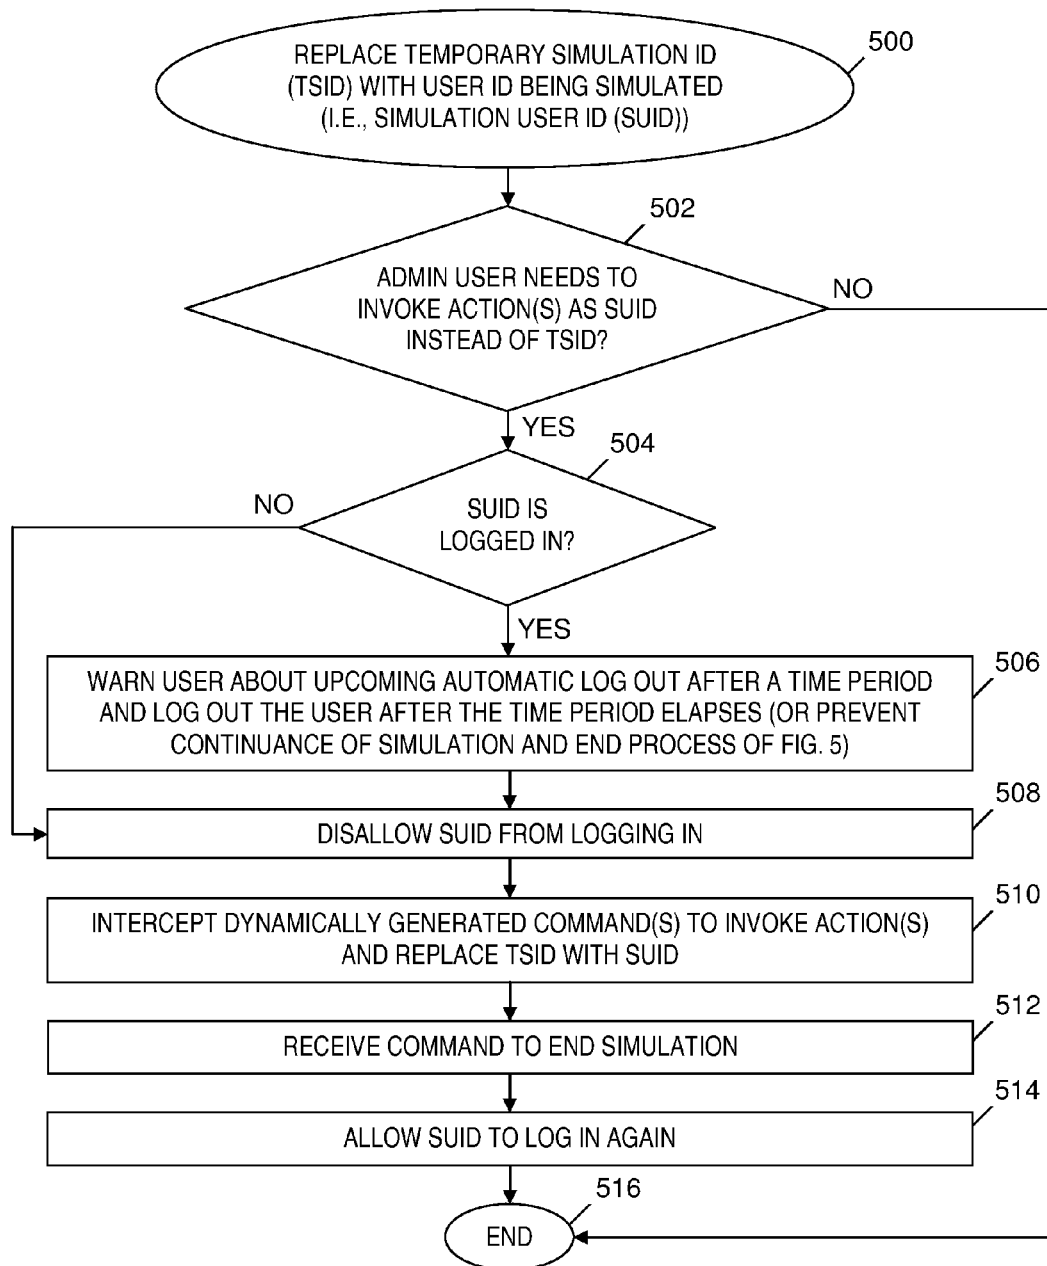 REPLACE TEMPORARY SIMULATION ID
(TSID) WITH USER ID BEING SIMULATED
(I.E., SIMULATION USER ID (SUID))
500
502
ADMIN USER NEEDS TO
INVOKE ACTION(S) AS SUID
INSTEAD OF TSID?
NO
YES
504
NO
SUID IS
LOGGED IN?
YES
506
WARN USER ABOUT UPCOMING AUTOMATIC LOG OUT AFTER A TIME PERIOD
AND LOG OUT THE USER AFTER THE TIME PERIOD ELAPSES (OR PREVENT
CONTINUANCE OF SIMULATION AND END PROCESS OF FIG. 5)
508
DISALLOW SUID FROM LOGGING IN
510
INTERCEPT DYNAMICALLY GENERATED COMMAND(S) TO INVOKE ACTION(S)
AND REPLACE TSID WITH SUID
512
RECEIVE COMMAND TO END SIMULATION
514
ALLOW SUID TO LOG IN AGAIN
516
END